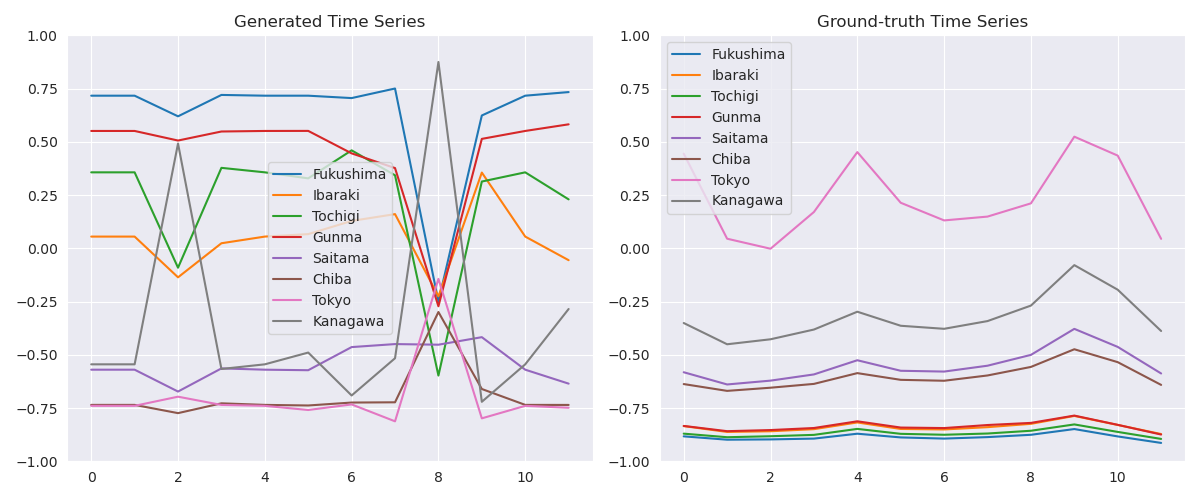 Generated Time Series
1.00
0.75
0.50
0.25
0.00
−0.25
−0.50
−0.75
−1.00
0
2
4
6
8
10
Fukushima
Ibaraki
Tochigi
Gunma
Saitama
Chiba
Tokyo
Kanagawa
Ground-truth Time Series
1.00
0.75
0.50
0.25
0.00
−0.25
−0.50
−0.75
−1.00
0
2
4
6
8
10
Fukushima
Ibaraki
Tochigi
Gunma
Saitama
Chiba
Tokyo
Kanagawa